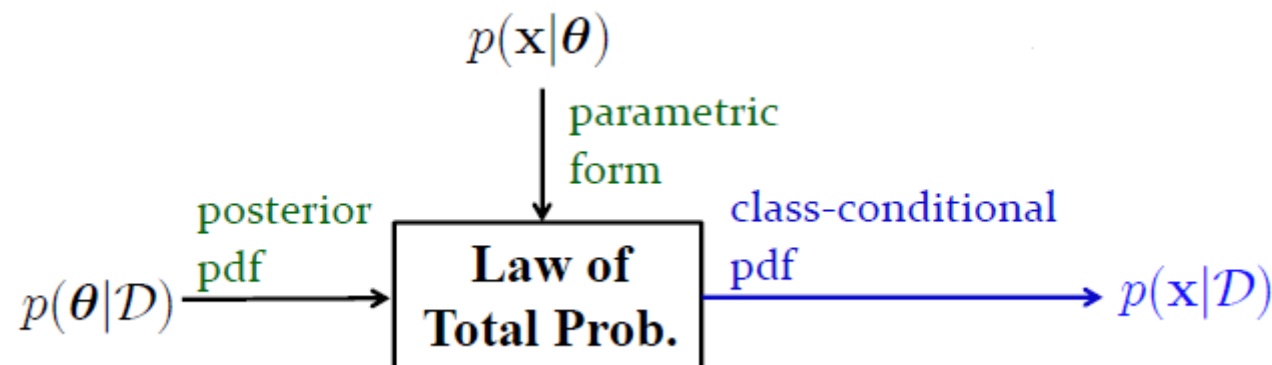 p(x|θ)
parametric
form
posterior
pdf
p(θ|𝒟)
Law of
Total Prob.
class-conditional
pdf
p(x|𝒟)